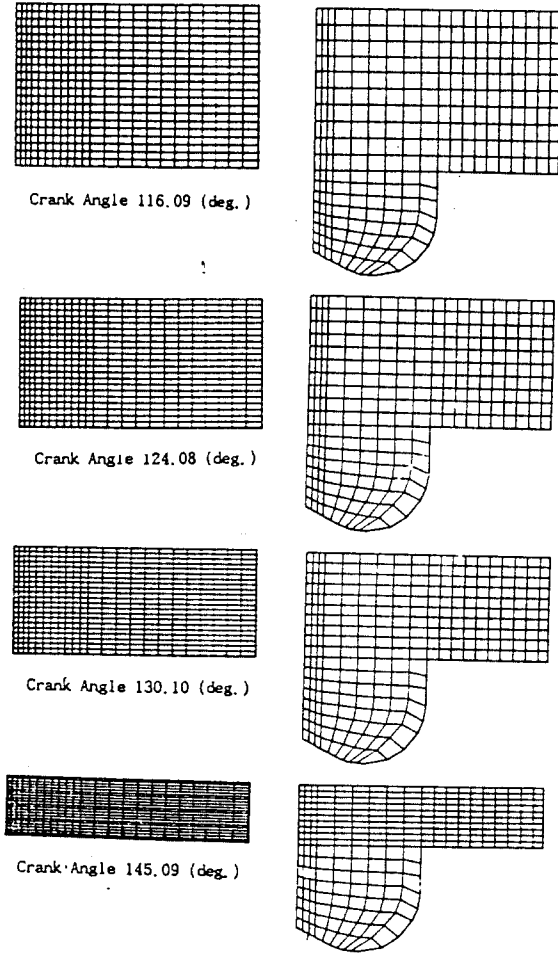 Crank Angle 116.09 (deg.)
Crank Angle 124.08 (deg.)
Crank Angle 130.10 (deg.)
Crank Angle 145.09 (deg.)